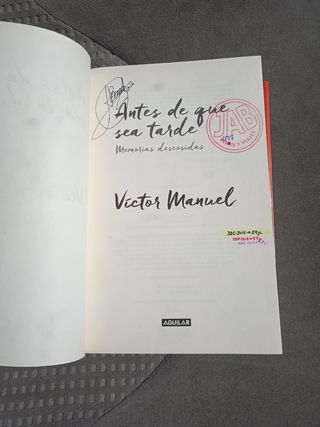 Antes de que
sea tarde
Memorias descosidas
JAB
Víctor Manuel
AGUILAR